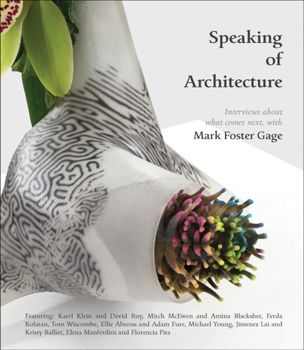 Speaking
of
Architecture
Interviews about
what comes next, with
Mark Foster Gage
Featuring: Karel Klein and David Ruy, Mitch McEwen and Amina Blacksher, Ferda
Kolatan, Tom Wiscombe, Ellie Abrons and Adam Fure, Michael Young, Jimenez Lai and
Kristy Balliet, Elena Manferdini and Florencia Pita